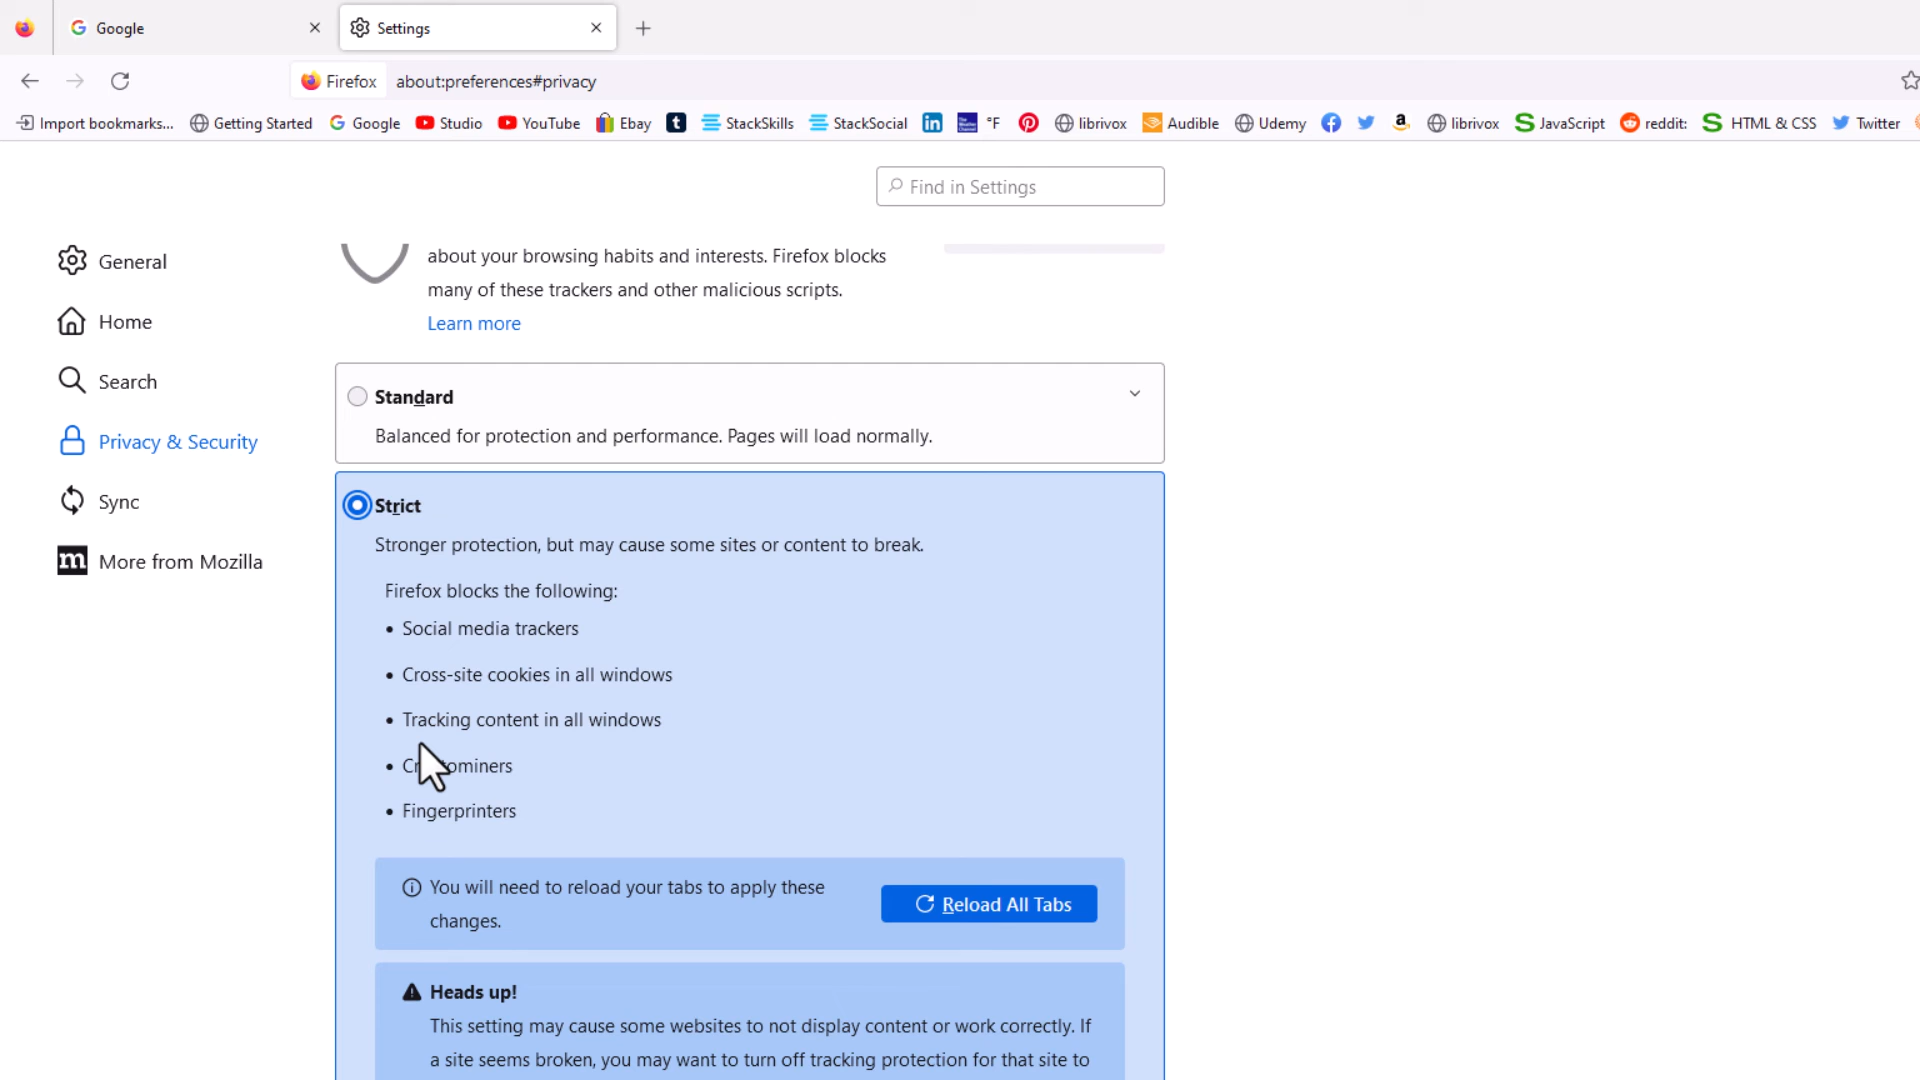 Google
Settings
Firefox about:preferences#privacy
Import bookmarks... Getting Started Google Studio YouTube Ebay StackSkills StackSocial °F librivox Audible Udemy librivox JavaScript reddit: HTML & CSS Twitter
Find in Settings
General
Home
Search
Privacy & Security
Sync
More from Mozilla
about your browsing habits and interests. Firefox blocks
many of these trackers and other malicious scripts.
Learn more
Standard
Balanced for protection and performance. Pages will load normally.
Strict
Stronger protection, but may cause some sites or content to break.
Firefox blocks the following:
• Social media trackers
• Cross-site cookies in all windows
• Tracking content in all windows
• Cryptominers
• Fingerprinters
You will need to reload your tabs to apply these
changes.
Reload All Tabs
Heads up!
This setting may cause some websites to not display content or work correctly. If
a site seems broken, you may want to turn off tracking protection for that site to